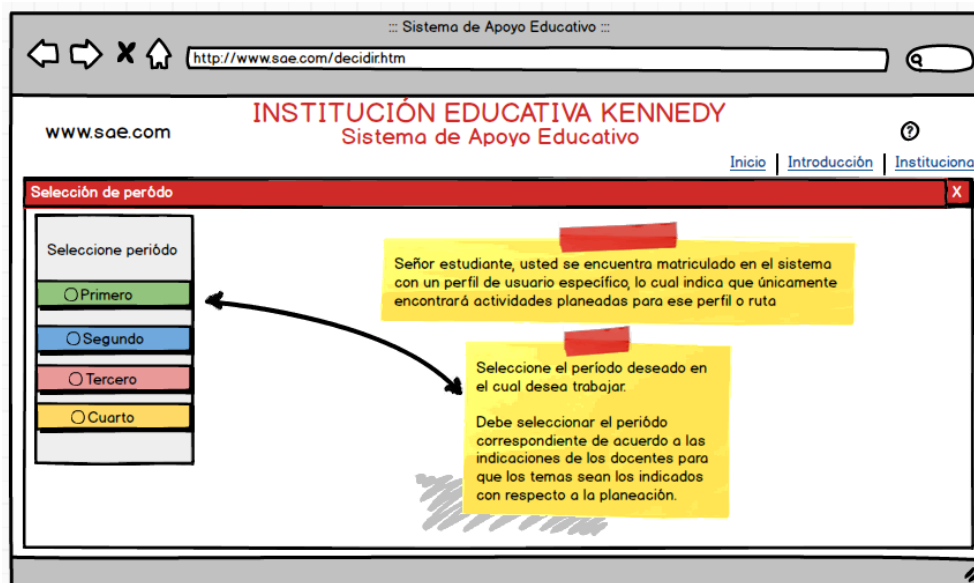 ::: Sistema de Apoyo Educativo :::
http://www.sae.com/decidir.htm
INSTITUCIÓN EDUCATIVA KENNEDY
www.sae.com
Sistema de Apoyo Educativo
?
Inicio | Introducción | Instituciona
Selección de peródo
X
Seleccione periódo
Primero
Segundo
Tercero
Cuarto
Señor estudiante, usted se encuentra matriculado en el sistema
con un perfil de usuario específico, lo cual indica que únicamente
encontrará actividades planeadas para ese perfil o ruta
Seleccione el período deseado en
el cual desea trabajar.
Debe seleccionar el periódo
correspondiente de acuerdo a las
indicaciones de los docentes para
que los temas sean los indicados
con respecto a la planeación.